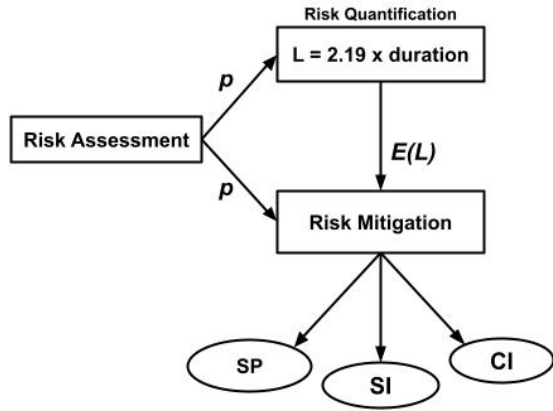 Risk Quantification
L = 2.19 x duration
p
Risk Assessment
E(L)
p
Risk Mitigation
SP
SI
CI